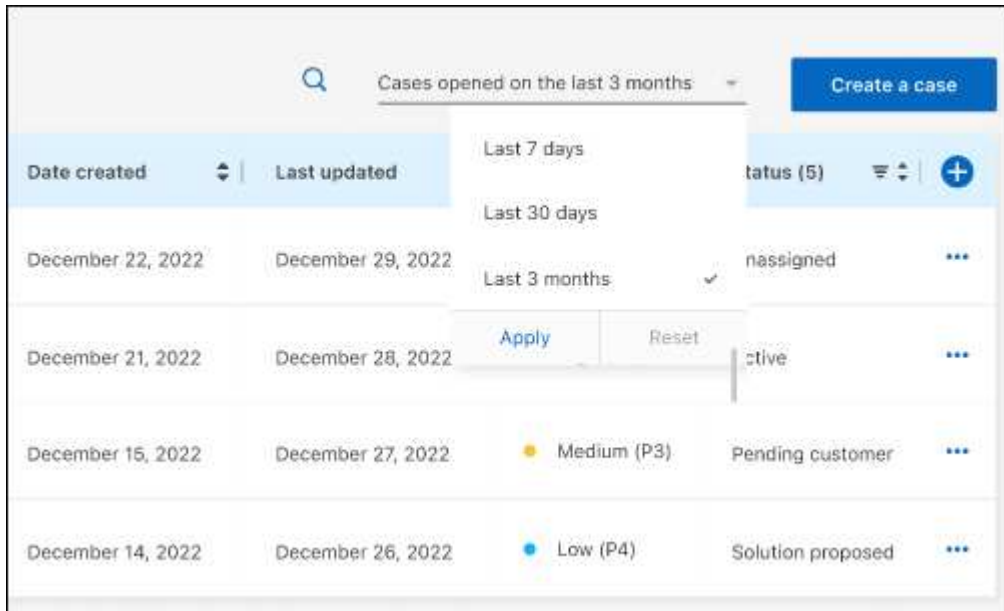 Cases opened on the last 3 months
Create a case
Last 7 days
Last 30 days
Last 3 months
Apply
Reset
Date created
Last updated
tatus (5)
December 22, 2022
December 29, 2022
nassigned
December 21, 2022
December 28, 2022
ctive
December 15, 2022
December 27, 2022
Medium (P3)
Pending customer
December 14, 2022
December 26, 2022
Low (P4)
Solution proposed